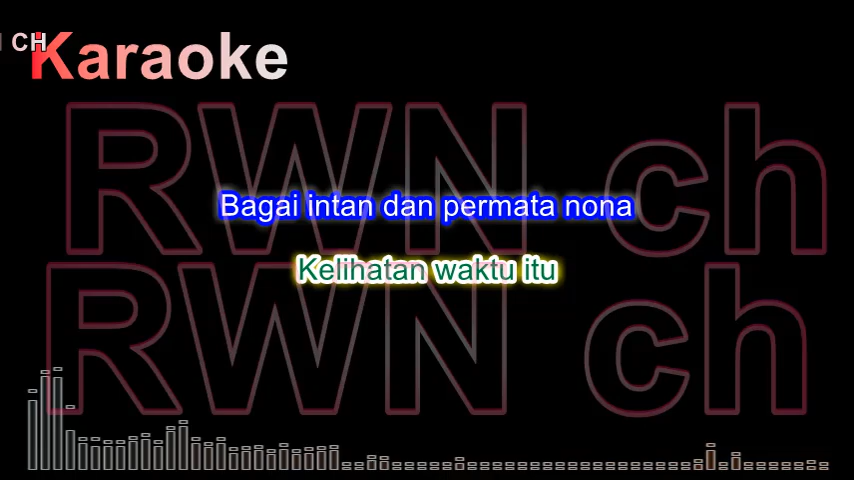 CH
Karaoke
RWN ch
Bagai intan dan permata nona
Kelihatan waktu itu
RWN ch